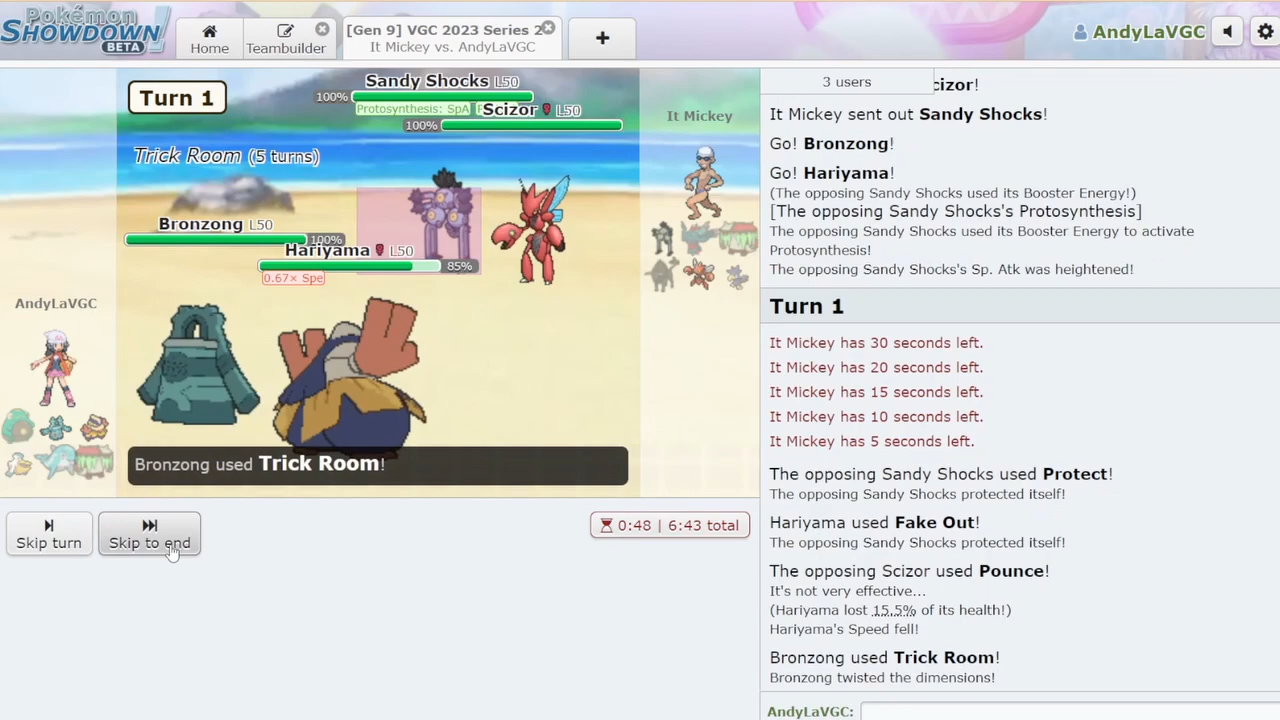 Pokémon
SHOWDOWN!
BETA
Home
Teambuilder
[Gen 9] VGC 2023 Series 2
It Mickey vs. AndyLaVGC
+
AndyLaVGC
Turn 1
Sandy Shocks L50
100%
Protosynthesis: SpA
Scizor L50
100%
Trick Room (5 turns)
Bronzong L50
100%
Hariyama L50
85%
0.67× Spe
It Mickey
AndyLaVGC
Bronzong used Trick Room!
Skip turn
Skip to end
0:48 | 6:43 total
3 users
cizor!
It Mickey sent out Sandy Shocks!
Go! Bronzong!
Go! Hariyama!
(The opposing Sandy Shocks used its Booster Energy!)
[The opposing Sandy Shocks's Protosynthesis]
The opposing Sandy Shocks used its Booster Energy to activate
Protosynthesis!
The opposing Sandy Shocks's Sp. Atk was heightened!
Turn 1
It Mickey has 30 seconds left.
It Mickey has 20 seconds left.
It Mickey has 15 seconds left.
It Mickey has 10 seconds left.
It Mickey has 5 seconds left.
The opposing Sandy Shocks used Protect!
The opposing Sandy Shocks protected itself!
Hariyama used Fake Out!
The opposing Sandy Shocks protected itself!
The opposing Scizor used Pounce!
It's not very effective...
(Hariyama lost 15.5% of its health!)
Hariyama's Speed fell!
Bronzong used Trick Room!
Bronzong twisted the dimensions!
AndyLaVGC: